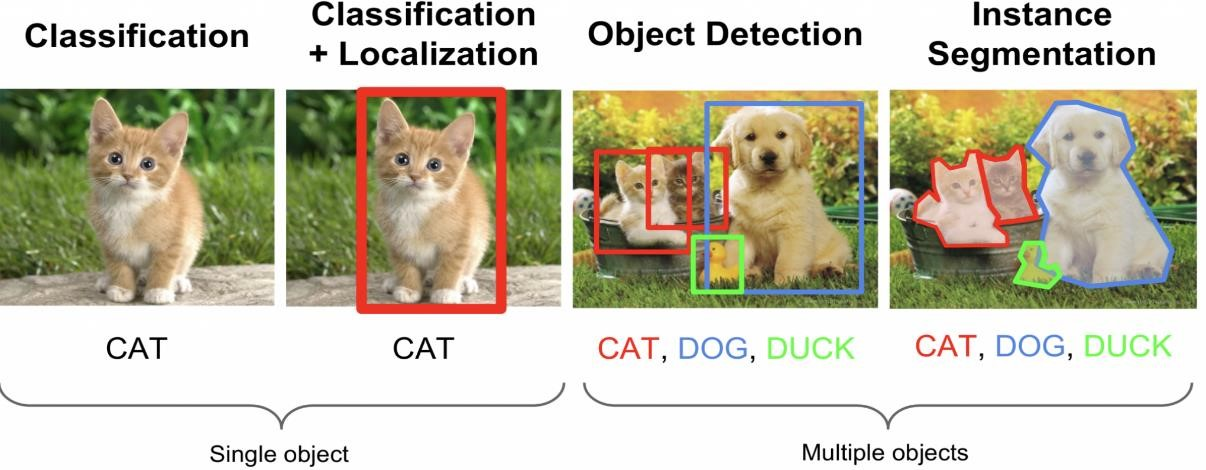 Classification
Classification
+ Localization
Object Detection
Instance
Segmentation
CAT
CAT
CAT, DOG, DUCK
CAT, DOG, DUCK
Single object
Multiple objects